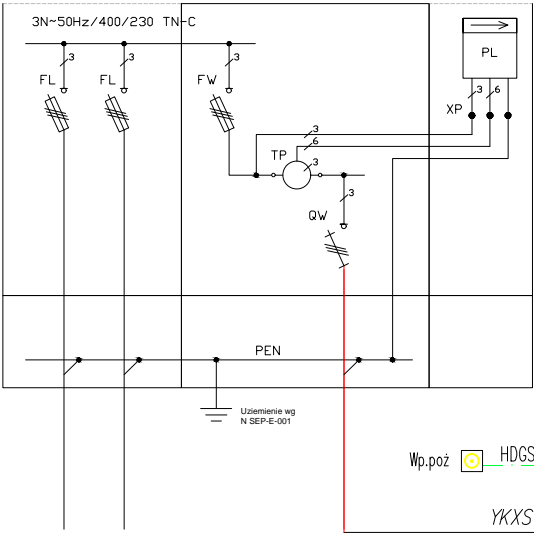 3N~50Hz/400/230 TN-C
3
3
3
FL
FL
FW
PL
3
6
XP
3
6
TP
3
3
QW
PEN
Uziemienie wg
N SEP-E-001
Wp.poż
HDGS
YKXS